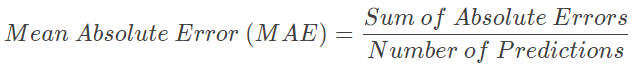 Mean Absolute Error (MAE) = Sum of Absolute Errors / Number of Predictions